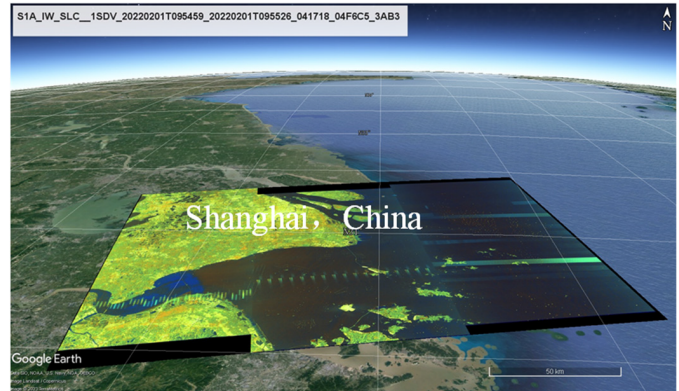 S1A_IW_SLC__1SDV_20220201T095459_20220201T095526_041718_04F6C5_3AB3
N
Shanghai，China
Google Earth
50 km